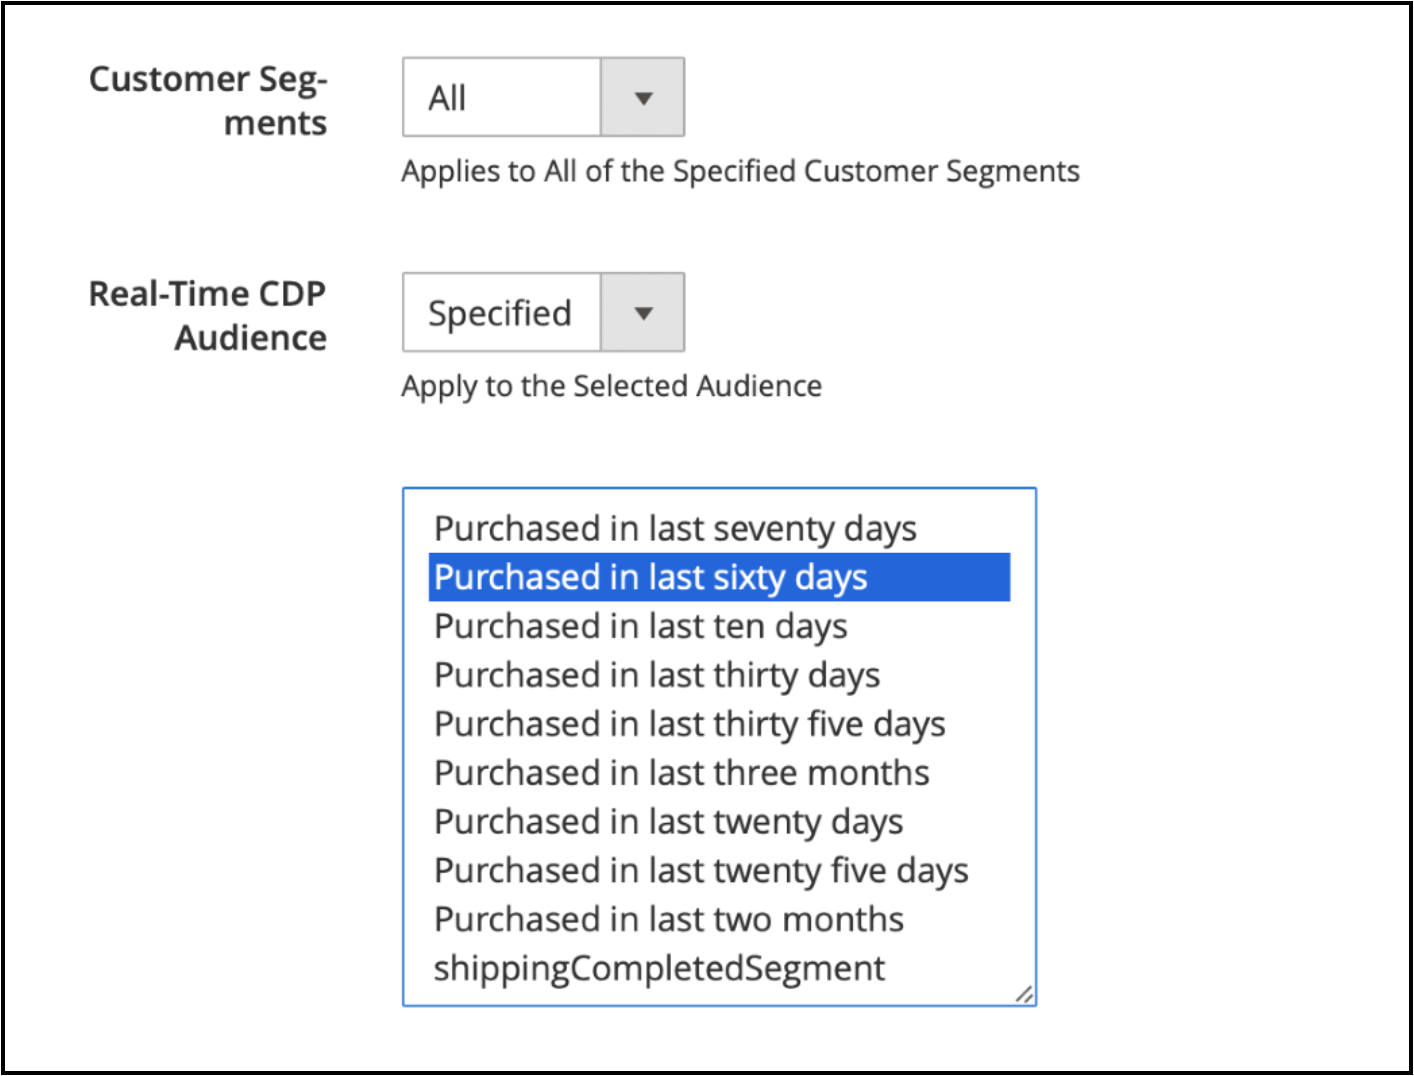 Customer Seg-
ments
All
Applies to All of the Specified Customer Segments
Real-Time CDP
Audience
Specified
Apply to the Selected Audience
Purchased in last seventy days
Purchased in last sixty days
Purchased in last ten days
Purchased in last thirty days
Purchased in last thirty five days
Purchased in last three months
Purchased in last twenty days
Purchased in last twenty five days
Purchased in last two months
shippingCompletedSegment